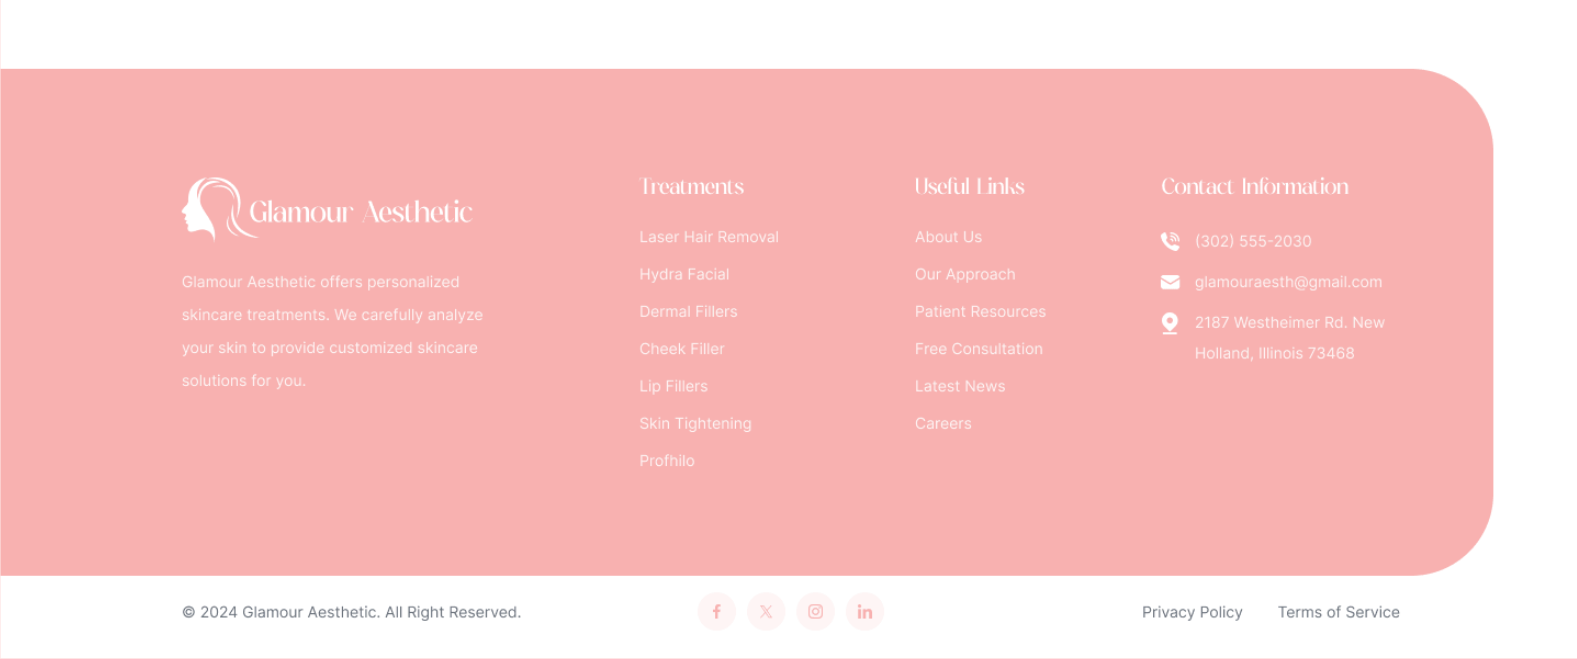 Glamour Aesthetic
Glamour Aesthetic offers personalized
skincare treatments. We carefully analyze
your skin to provide customized skincare
solutions for you.
Treatments
Laser Hair Removal
Hydra Facial
Dermal Fillers
Cheek Filler
Lip Fillers
Skin Tightening
Profhilo
Useful Links
About Us
Our Approach
Patient Resources
Free Consultation
Latest News
Careers
Contact Information
(302) 555-2030
glamouraesth@gmail.com
2187 Westheimer Rd. New
Holland, Illinois 73468
© 2024 Glamour Aesthetic. All Right Reserved.
Privacy Policy
Terms of Service